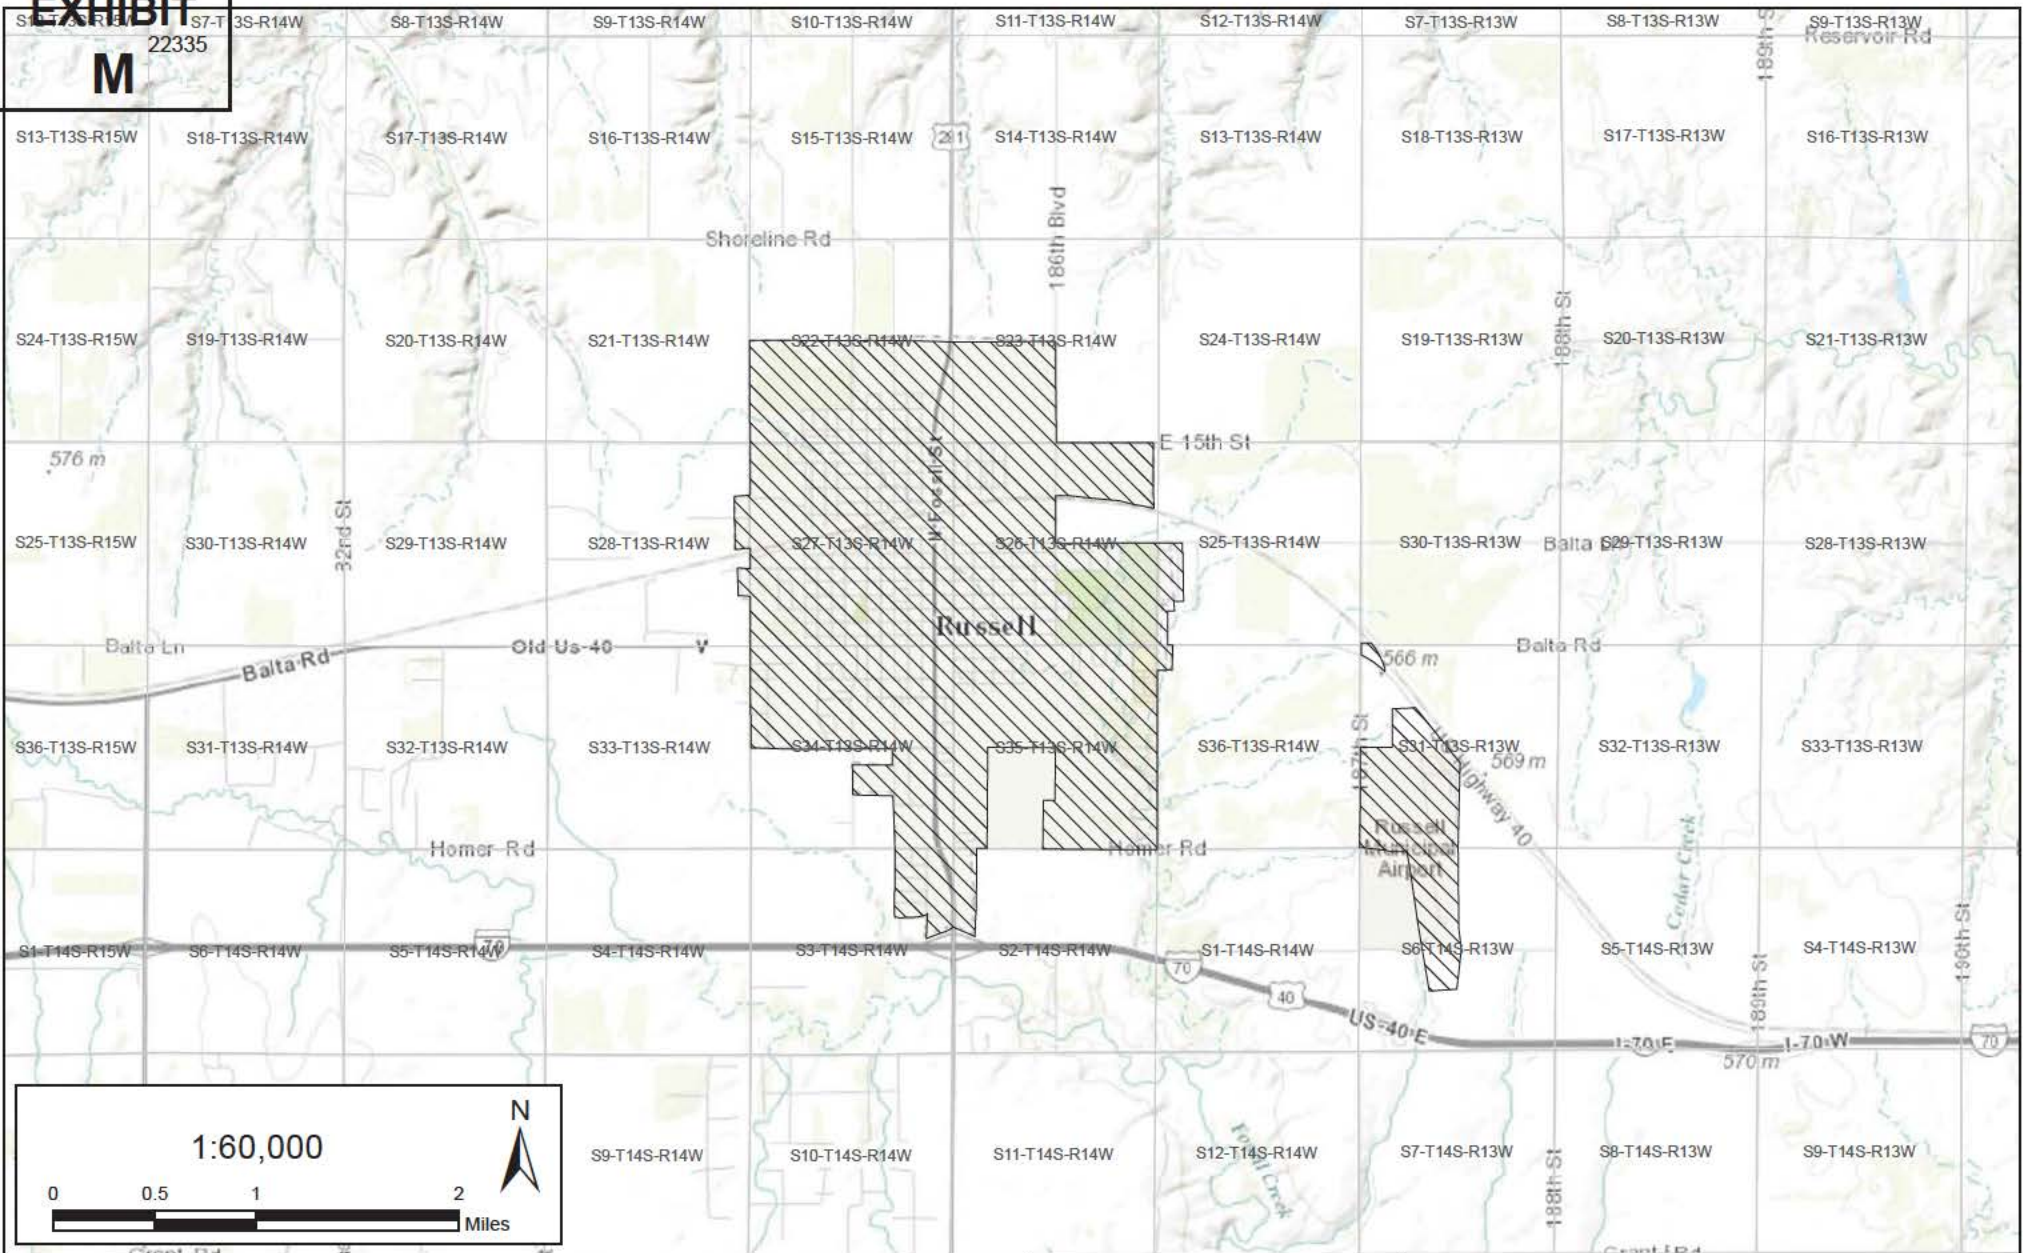 EXHIBIT
22335
M
S7-T13S-R14W
S8-T13S-R14W
S9-T13S-R14W
S10-T13S-R14W
S11-T13S-R14W
S12-T13S-R14W
S7-T13S-R13W
S8-T13S-R13W
S9-T13S-R13W
Reservoir Rd
189th S
S13-T13S-R15W
S18-T13S-R14W
S17-T13S-R14W
S16-T13S-R14W
S15-T13S-R14W
281
S14-T13S-R14W
S13-T13S-R14W
S18-T13S-R13W
S17-T13S-R13W
S16-T13S-R13W
Shoreline Rd
186th Blvd
S24-T13S-R15W
S19-T13S-R14W
S20-T13S-R14W
S21-T13S-R14W
S22-T13S-R14W
S23-T13S-R14W
S24-T13S-R14W
S19-T13S-R13W
188th St
S20-T13S-R13W
S21-T13S-R13W
576 m
E 15th St
N Fossil St
S25-T13S-R15W
S30-T13S-R14W
32nd St
S29-T13S-R14W
S28-T13S-R14W
S27-T13S-R14W
S26-T13S-R14W
S25-T13S-R14W
S30-T13S-R13W
Balta
S29-T13S-R13W
S28-T13S-R13W
Russell
Balta Ln
Balta Rd
Old Us-40
V
566 m
Balta Rd
S36-T13S-R15W
S31-T13S-R14W
S32-T13S-R14W
S33-T13S-R14W
S34-T13S-R14W
S35-T13S-R14W
S36-T13S-R14W
187th St
S31-T13S-R13W
569 m
S32-T13S-R13W
S33-T13S-R13W
Highway 40
Homer Rd
Homer Rd
Russell
Municipal
Airport
Cedar Creek
190th St
S1-T14S-R15W
S6-T14S-R14W
S5-T14S-R14W
70
S4-T14S-R14W
S3-T14S-R14W
S2-T14S-R14W
70
S1-T14S-R14W
S6-T14S-R13W
S5-T14S-R13W
S4-T14S-R13W
40
US-40 E
189th St
I-70 E
I-70 W
70
570 m
1:60,000
N
0 0.5 1 2
Miles
S9-T14S-R14W
S10-T14S-R14W
S11-T14S-R14W
S12-T14S-R14W
Fossil Creek
S7-T14S-R13W
188th St
S8-T14S-R13W
S9-T14S-R13W